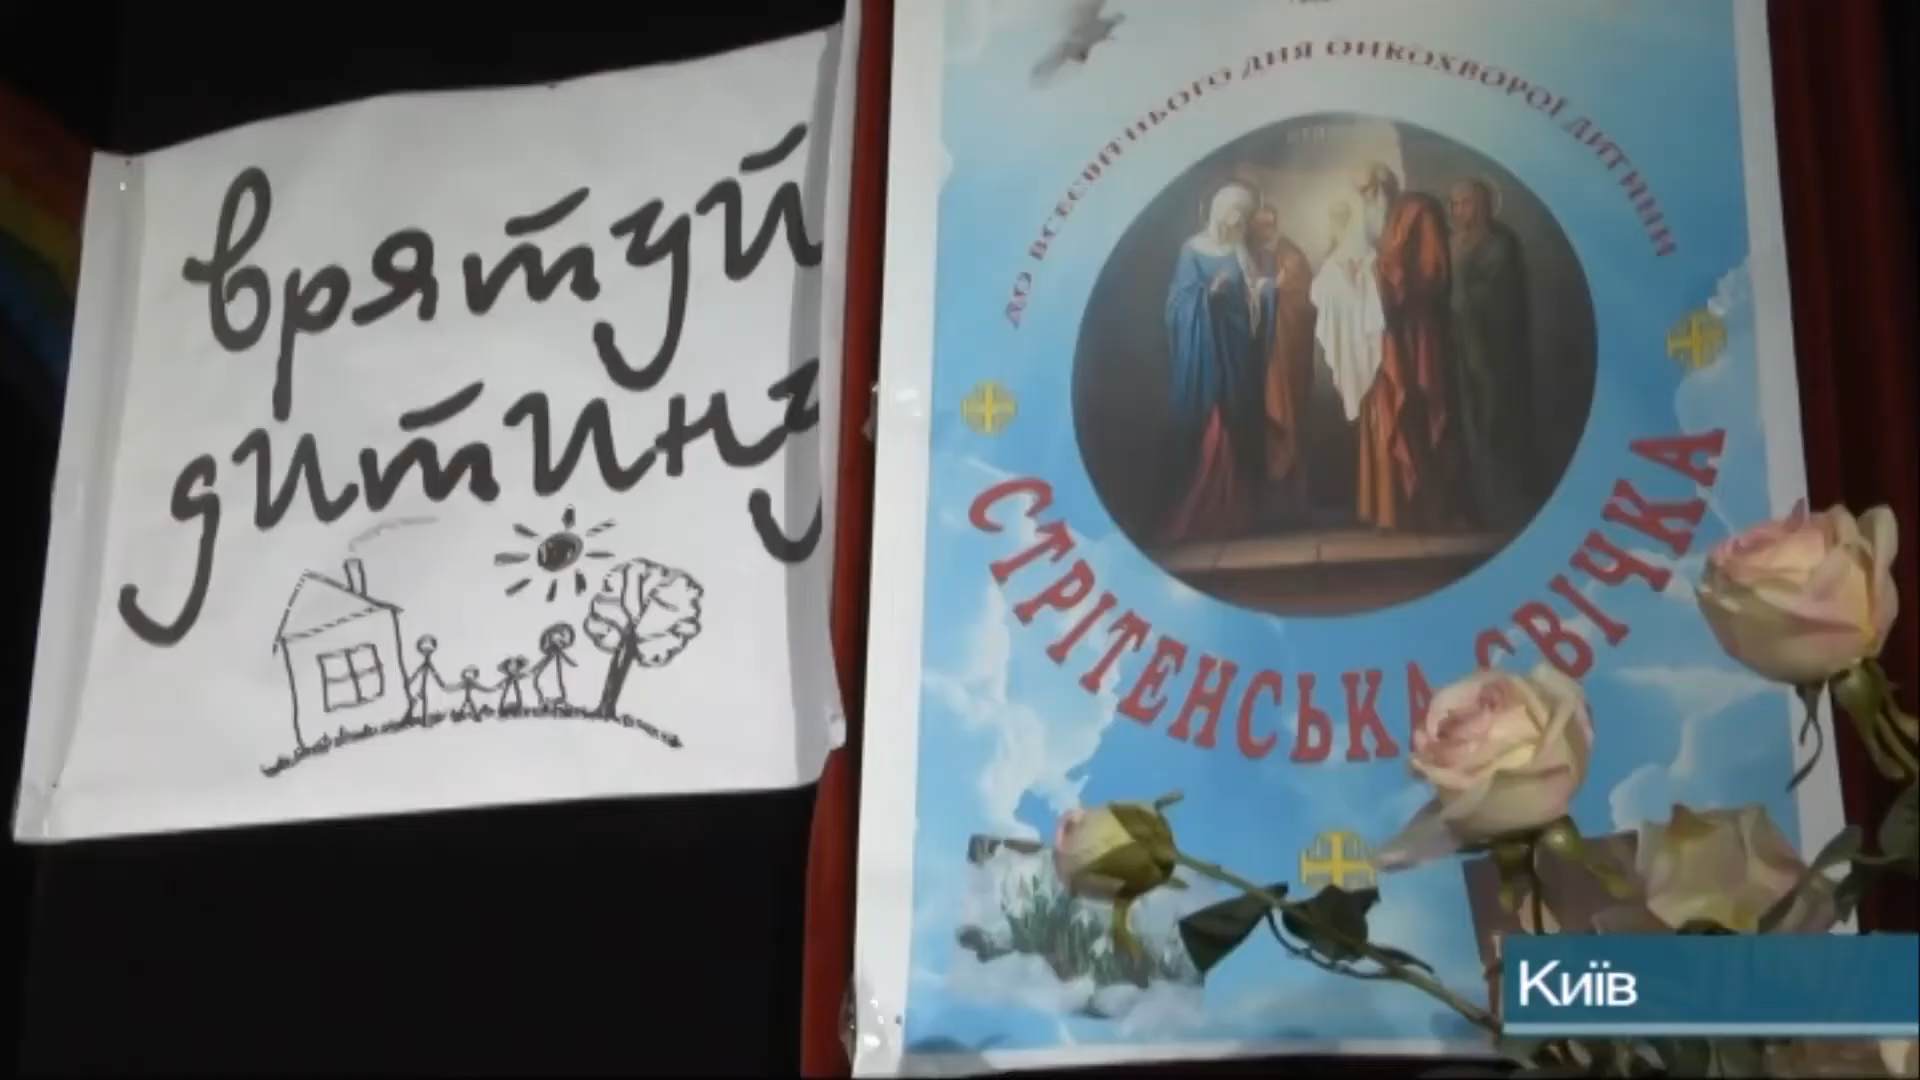 врятуй
дитину
ДО ВСЕСВІТНЬОГО ДНЯ ОНКОХВОРОЇ ДИТИНИ
СТРІТЕНСЬКА СВІЧКА
Київ